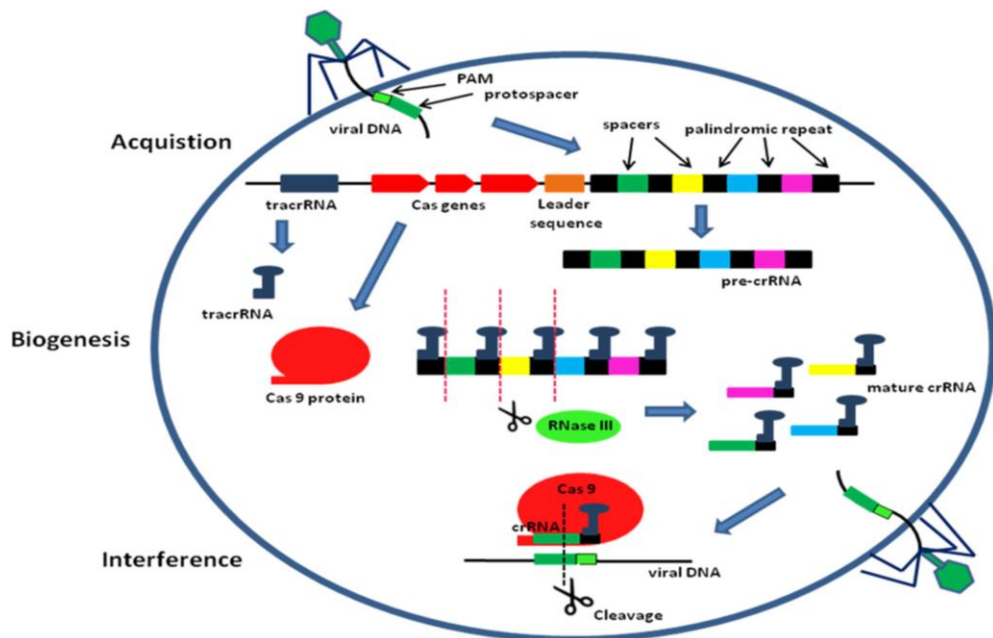 PAM
protospacer
viral DNA
Acquistion
spacers
palindromic repeat
tracrRNA
Cas genes
Leader
sequence
pre-crRNA
tracrRNA
Biogenesis
Cas 9 protein
RNase III
mature crRNA
Cas 9
crRNA
Interference
viral DNA
Cleavage